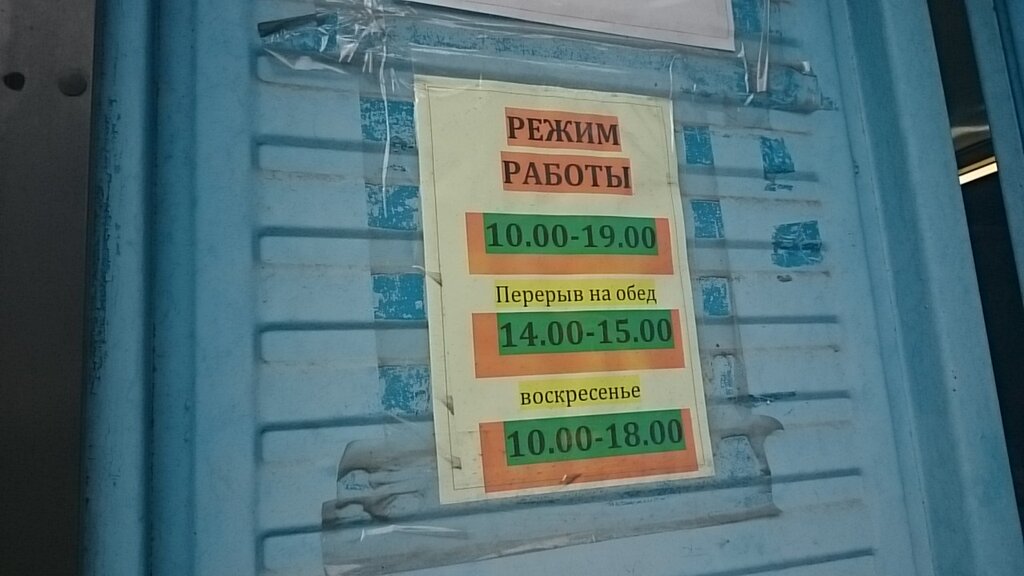 РЕЖИМ
РАБОТЫ
10.00-19.00
Перерыв на обед
14.00-15.00
воскресенье
10.00-18.00